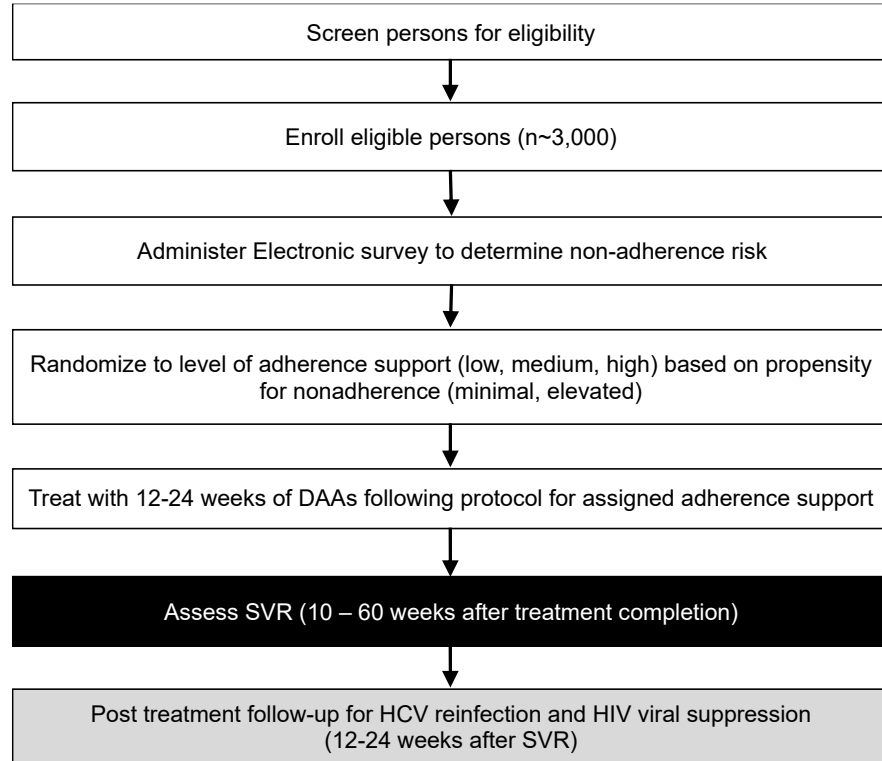 Screen persons for eligibility
Enroll eligible persons (n~3,000)
Administer Electronic survey to determine non-adherence risk
Randomize to level of adherence support (low, medium, high) based on propensity
for nonadherence (minimal, elevated)
Treat with 12-24 weeks of DAAs following protocol for assigned adherence support
Assess SVR (10 – 60 weeks after treatment completion)
Post treatment follow-up for HCV reinfection and HIV viral suppression
(12-24 weeks after SVR)